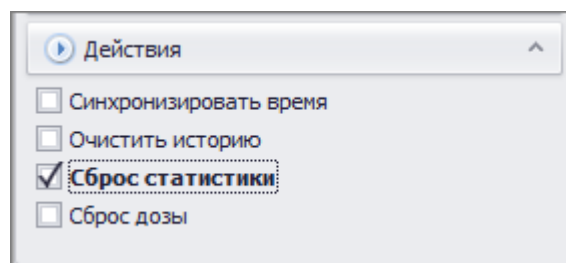 Действия
Синхронизировать время
Очистить историю
Сброс статистики
Сброс дозы